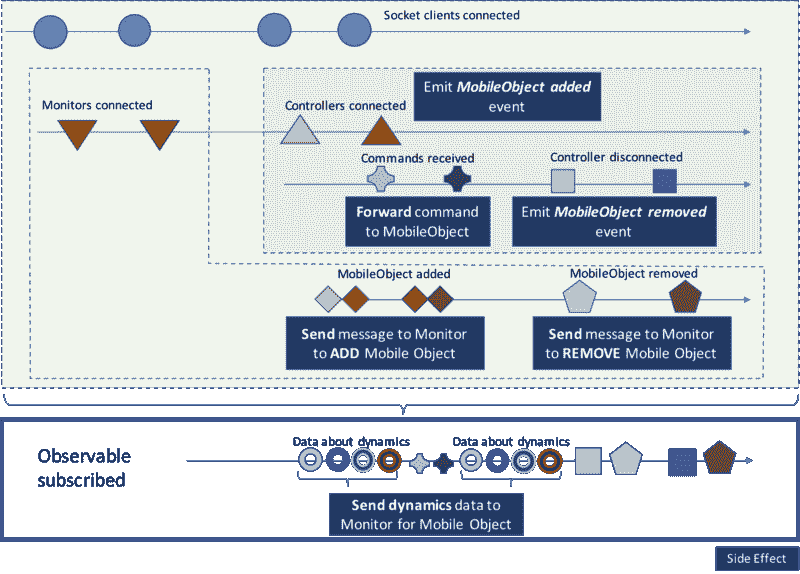 Socket clients connected
Monitors connected
Controllers connected
Emit MobileObject added
event
Commands received
Controller disconnected
Forward command
to MobileObject
Emit MobileObject removed
event
MobileObject added
MobileObject removed
Send message to Monitor
to ADD Mobile Object
Send message to Monitor
to REMOVE Mobile Object
Observable
subscribed
Data about dynamics
Data about dynamics
Send dynamics data to
Monitor for Mobile Object
Side Effect